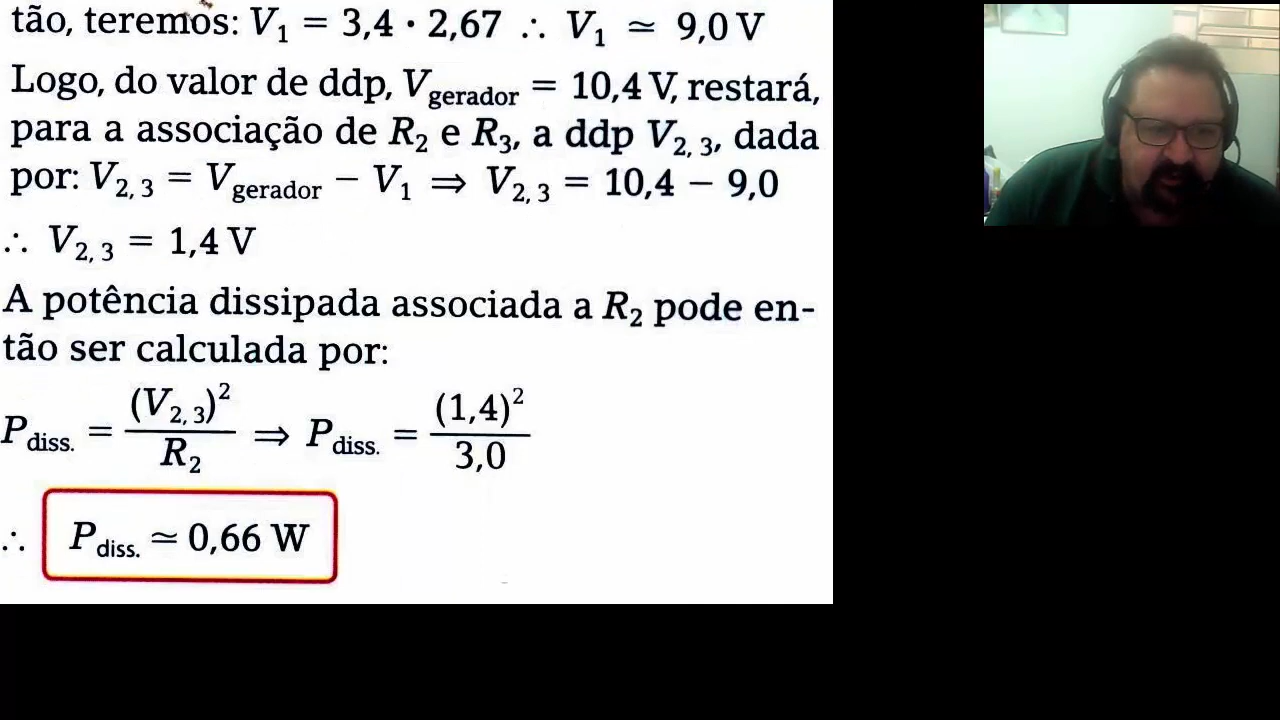 tão, teremos: V₁ = 3,4 · 2,67 ∴ V₁ ≃ 9,0 V
Logo, do valor de ddp, V_gerador = 10,4 V, restará,
para a associação de R₂ e R₃, a ddp V₂,₃, dada
por: V₂,₃ = V_gerador − V₁ ⇒ V₂,₃ = 10,4 − 9,0
∴ V₂,₃ = 1,4 V
A potência dissipada associada a R₂ pode en-
tão ser calculada por:
P_diss. = (V₂,₃)²/R₂ ⇒ P_diss. = (1,4)²/3,0
∴ P_diss. ≃ 0,66 W